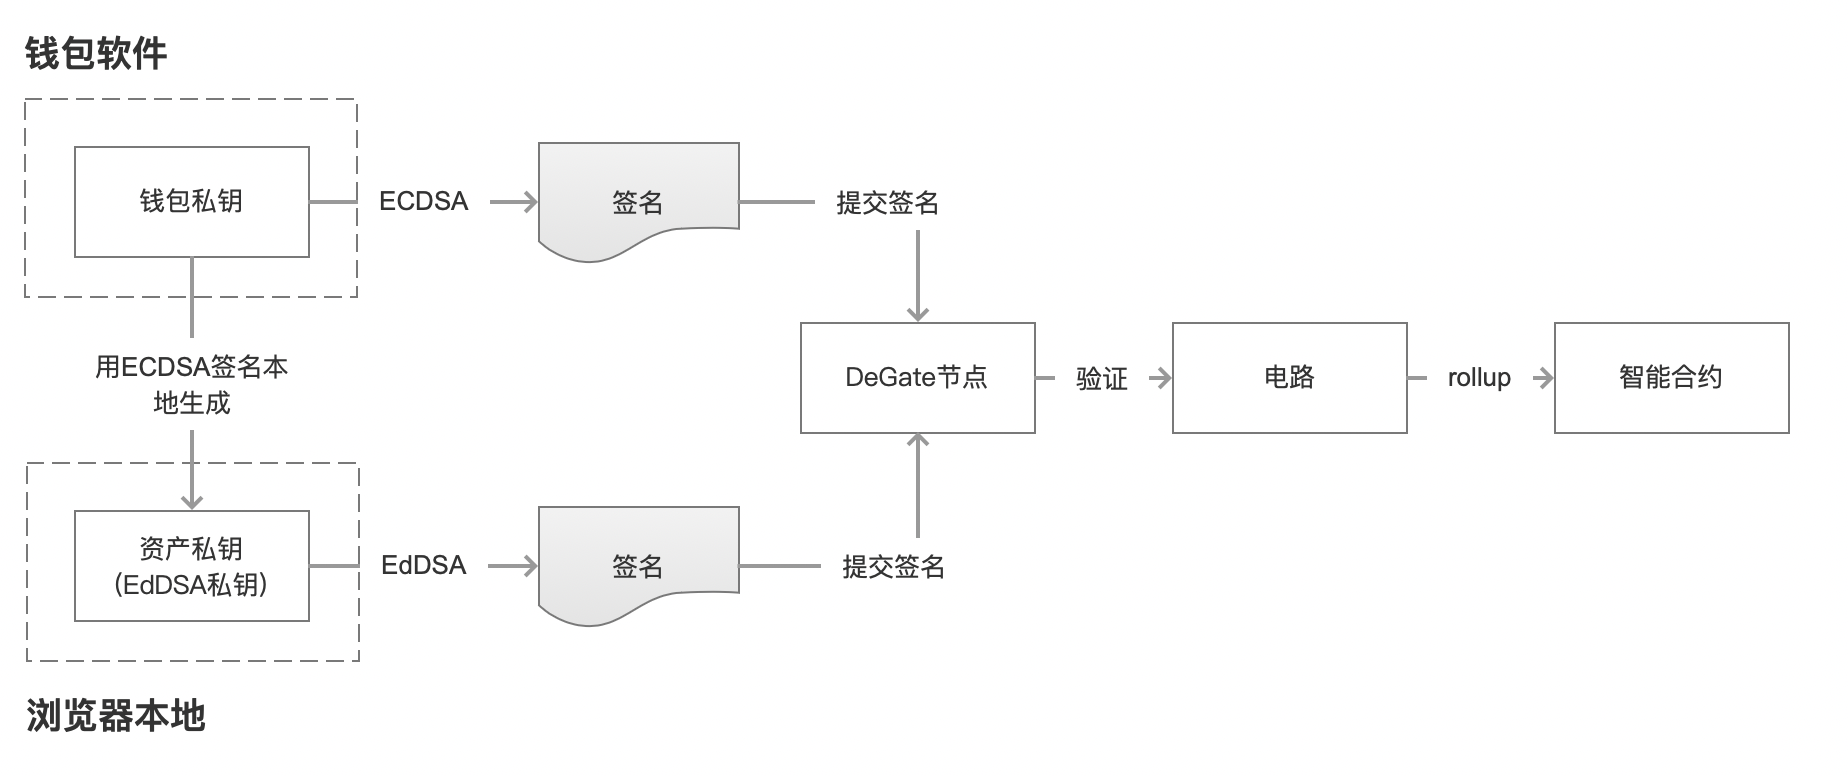 钱包软件
钱包私钥
ECDSA
签名
提交签名
用ECDSA签名本
地生成
DeGate节点
验证
电路
rollup
智能合约
资产私钥
(EdDSA私钥)
EdDSA
签名
提交签名
浏览器本地